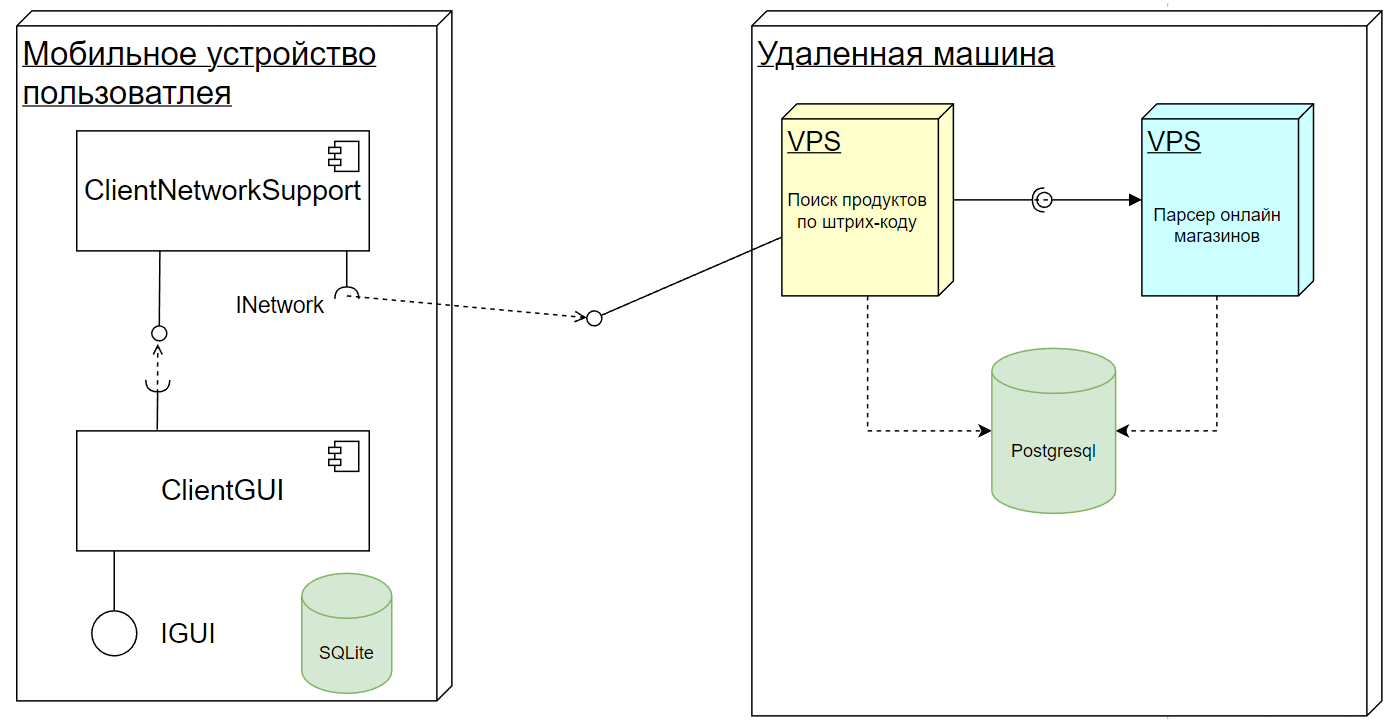 Мобильное устройство
пользоватлея
ClientNetworkSupport
INetwork
ClientGUI
IGUI
SQLite
Удаленная машина
VPS
Поиск продуктов
по штрих-коду
VPS
Парсер онлайн
магазинов
Postgresql